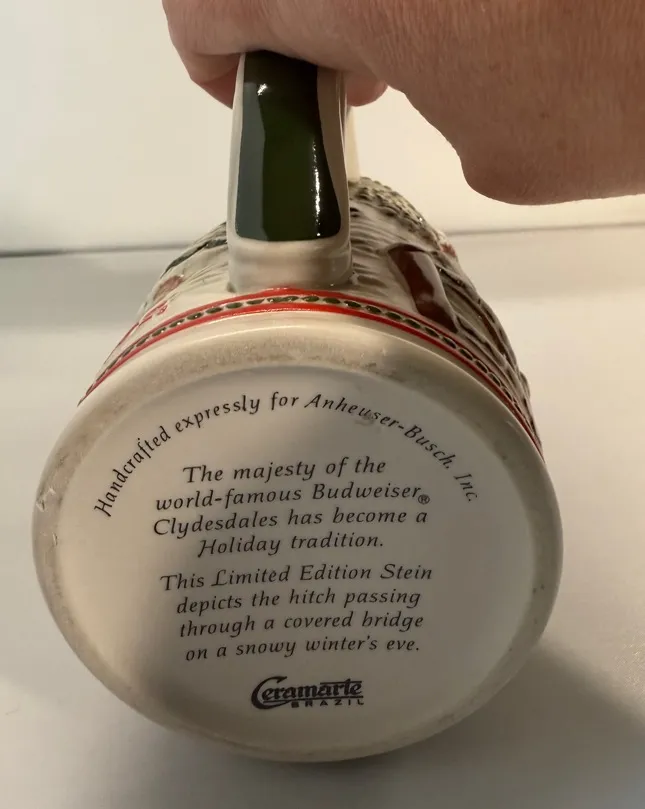 Handcrafted expressly for Anheuser-Busch, Inc.
The majesty of the
world-famous Budweiser®
Clydesdales has become a
Holiday tradition.
This Limited Edition Stein
depicts the hitch passing
through a covered bridge
on a snowy winter's eve.
Ceramarte
BRAZIL